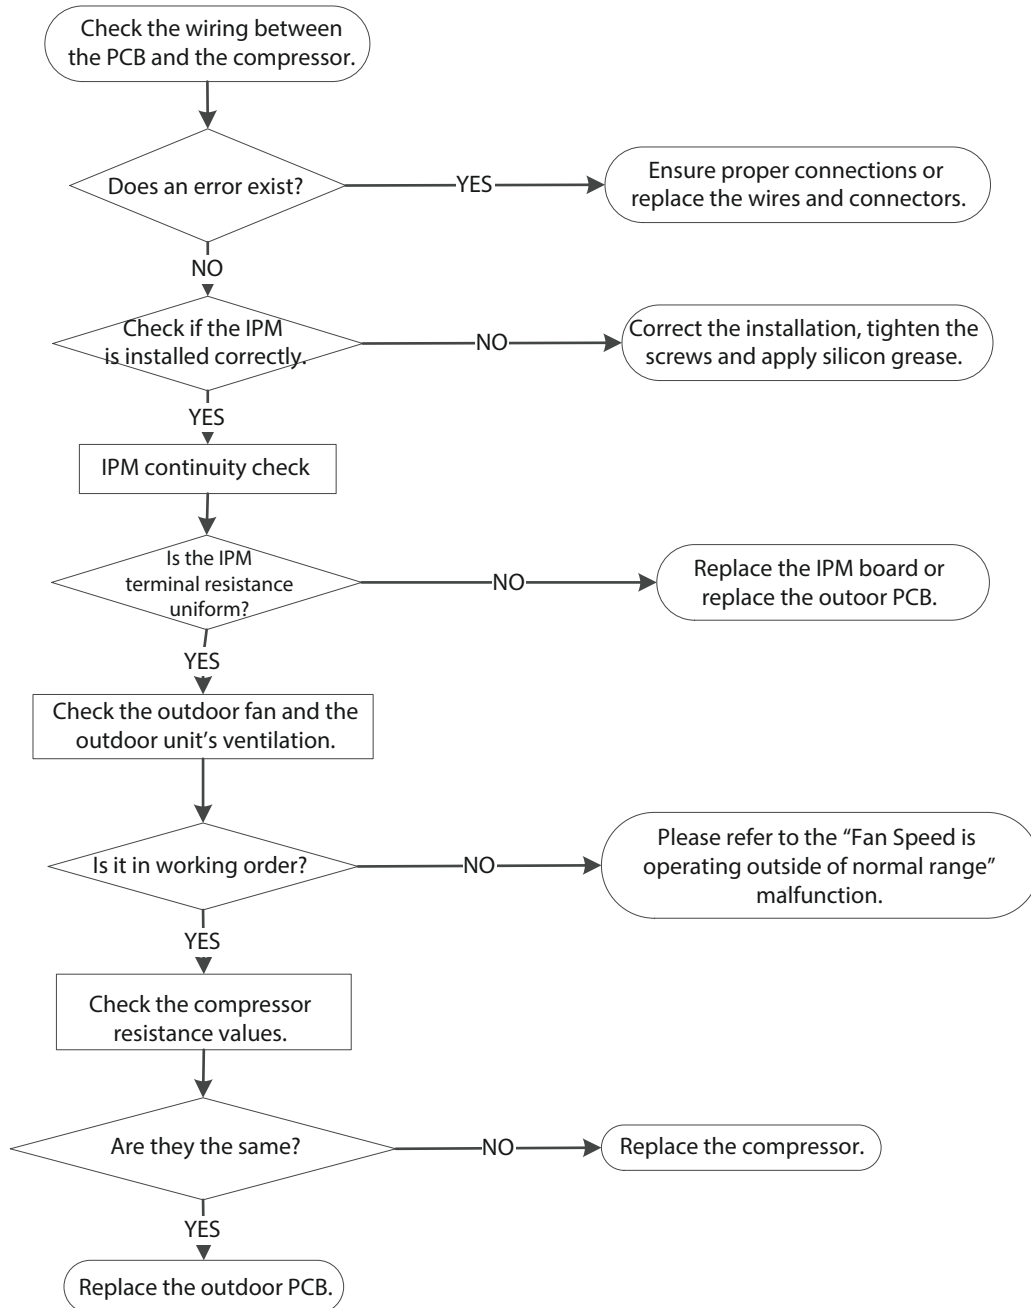 Check the wiring between
the PCB and the compressor.
Does an error exist?
YES
Ensure proper connections or
replace the wires and connectors.
NO
Check if the IPM
is installed correctly.
NO
Correct the installation, tighten the
screws and apply silicon grease.
YES
IPM continuity check
Is the IPM
terminal resistance
uniform?
NO
Replace the IPM board or
replace the outoor PCB.
YES
Check the outdoor fan and the
outdoor unit’s ventilation.
Is it in working order?
NO
Please refer to the “Fan Speed is
operating outside of normal range”
malfunction.
YES
Check the compressor
resistance values.
Are they the same?
NO
Replace the compressor.
YES
Replace the outdoor PCB.